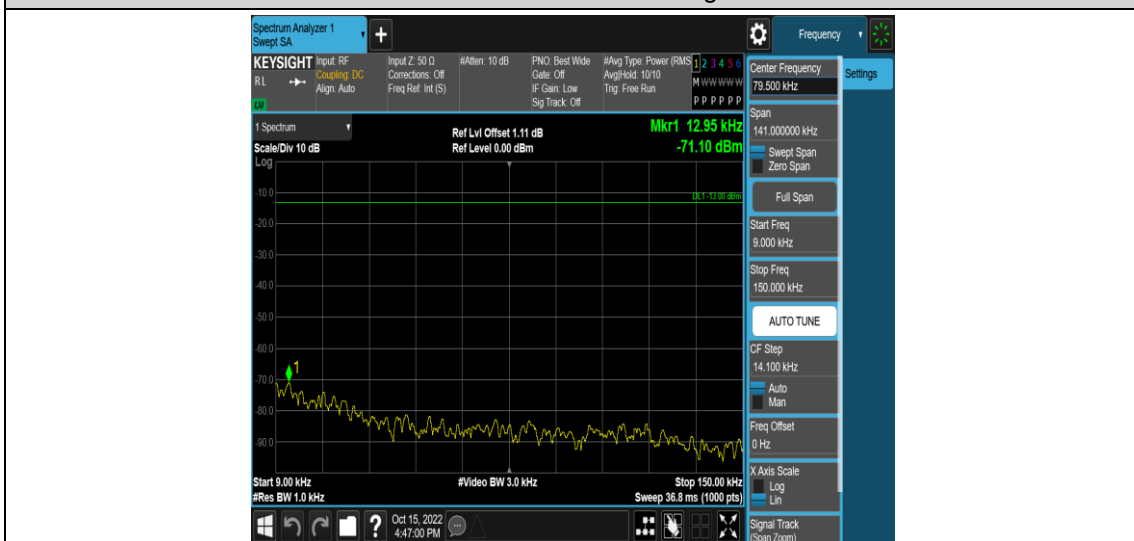 Spectrum Analyzer 1
Swept SA
Frequency
KEYSIGHT
RL
LXI
Input: RF
Coupling: DC
Align: Auto
Input Z: 50 Ω
Corrections: Off
Freq Ref: Int (S)
#Atten: 10 dB
PNO: Best Wide
Gate: Off
IF Gain: Low
Sig Track: Off
#Avg Type: Power (RMS
Avg|Hold: 10/10
Trig: Free Run
1 2 3 4 5 6
M W W W W W
P P P P P P
1 Spectrum
Scale/Div 10 dB
Log
Ref Lvl Offset 1.11 dB
Ref Level 0.00 dBm
Mkr1 12.95 kHz
-71.10 dBm
DL1 -13.00 dBm
-10.0
-20.0
-30.0
-40.0
-50.0
-60.0
-70.0
-80.0
-90.0
1
Start 9.00 kHz
#Video BW 3.0 kHz
Stop 150.00 kHz
#Res BW 1.0 kHz
Sweep 36.8 ms (1000 pts)
?
Oct 15, 2022
4:47:00 PM
Center Frequency
79.500 kHz
Settings
Span
141.000000 kHz
Swept Span
Zero Span
Full Span
Start Freq
9.000 kHz
Stop Freq
150.000 kHz
AUTO TUNE
CF Step
14.100 kHz
Auto
Man
Freq Offset
0 Hz
X Axis Scale
Log
Lin
Signal Track
(Span Zoom)